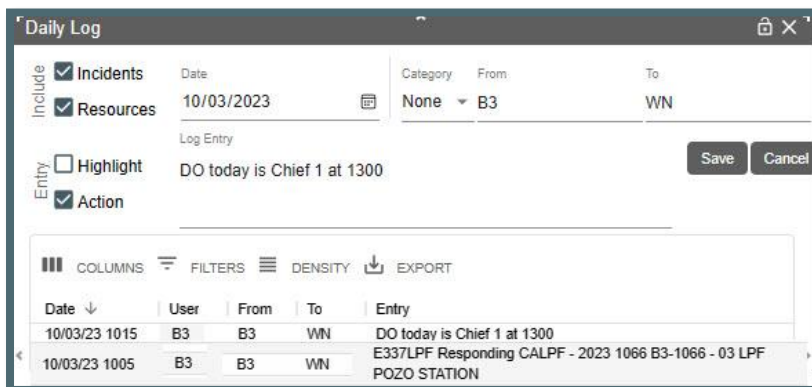 Daily Log
Include
Incidents
Resources
Date
10/03/2023
Category
None
From
B3
To
WN
Entry
Highlight
Action
Log Entry
DO today is Chief 1 at 1300
Save
Cancel
COLUMNS FILTERS DENSITY EXPORT
Date User From To Entry
10/03/23 1015 B3 B3 WN DO today is Chief 1 at 1300
10/03/23 1005 B3 B3 WN E337LPF Responding CALPF - 2023 1066 B3-1066 - 03 LPF
POZO STATION